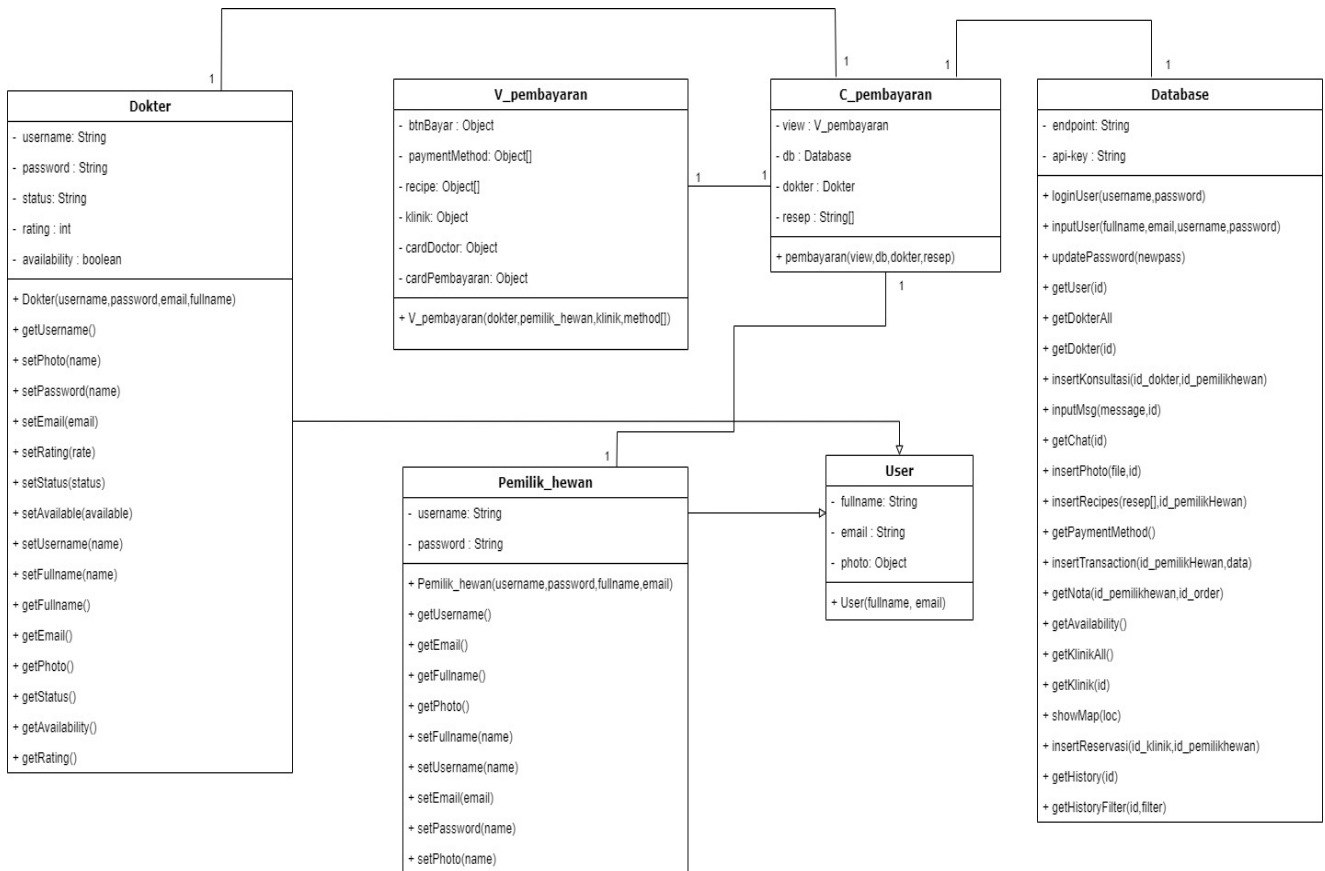 1
1
1
1
Dokter
- username: String
- password : String
- status: String
- rating : int
- availability : boolean
+ Dokter(username,password,email,fullname)
+ getUsername()
+ setPhoto(name)
+ setPassword(name)
+ setEmail(email)
+ setRating(rate)
+ setStatus(status)
+ setAvailable(available)
+ setUsername(name)
+ setFullname(name)
+ getFullname()
+ getEmail()
+ getPhoto()
+ getStatus()
+ getAvailability()
+ getRating()
V_pembayaran
- btnBayar : Object
- paymentMethod: Object[]
- recipe: Object[]
- klinik: Object
- cardDoctor: Object
- cardPembayaran: Object
+ V_pembayaran(dokter,pemilik_hewan,klinik,method[])
1
1
C_pembayaran
- view : V_pembayaran
- db : Database
- dokter : Dokter
- resep : String[]
+ pembayaran(view,db,dokter,resep)
1
Database
- endpoint: String
- api-key : String
+ loginUser(username,password)
+ inputUser(fullname,email,username,password)
+ updatePassword(newpass)
+ getUser(id)
+ getDokterAll
+ getDokter(id)
+ insertKonsultasi(id_dokter,id_pemilikhewan)
+ inputMsg(message,id)
+ getChat(id)
+ insertPhoto(file,id)
+ insertRecipes(resep[],id_pemilikHewan)
+ getPaymentMethod()
+ insertTransaction(id_pemilikHewan,data)
+ getNota(id_pemilikhewan,id_order)
+ getAvailability()
+ getKlinikAll()
+ getKlinik(id)
+ showMap(loc)
+ insertReservasi(id_klinik,id_pemilikhewan)
+ getHistory(id)
+ getHistoryFilter(id,filter)
1
Pemilik_hewan
- username: String
- password : String
+ Pemilik_hewan(username,password,fullname,email)
+ getUsername()
+ getEmail()
+ getFullname()
+ getPhoto()
+ setFullname(name)
+ setUsername(name)
+ setEmail(email)
+ setPassword(name)
+ setPhoto(name)
User
- fullname: String
- email : String
- photo: Object
+ User(fullname, email)